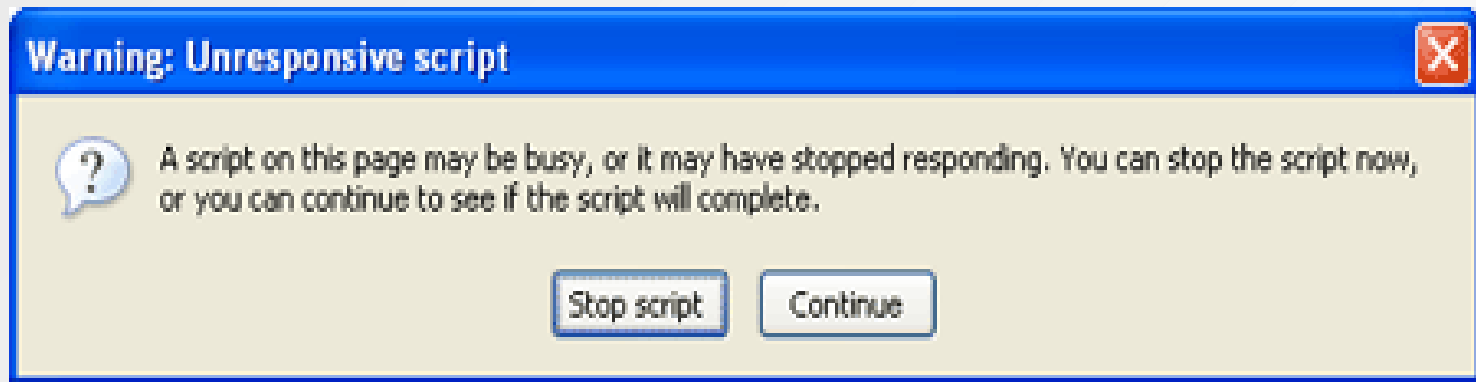 Warning: Unresponsive script
A script on this page may be busy, or it may have stopped responding. You can stop the script now,
or you can continue to see if the script will complete.
Stop script
Continue